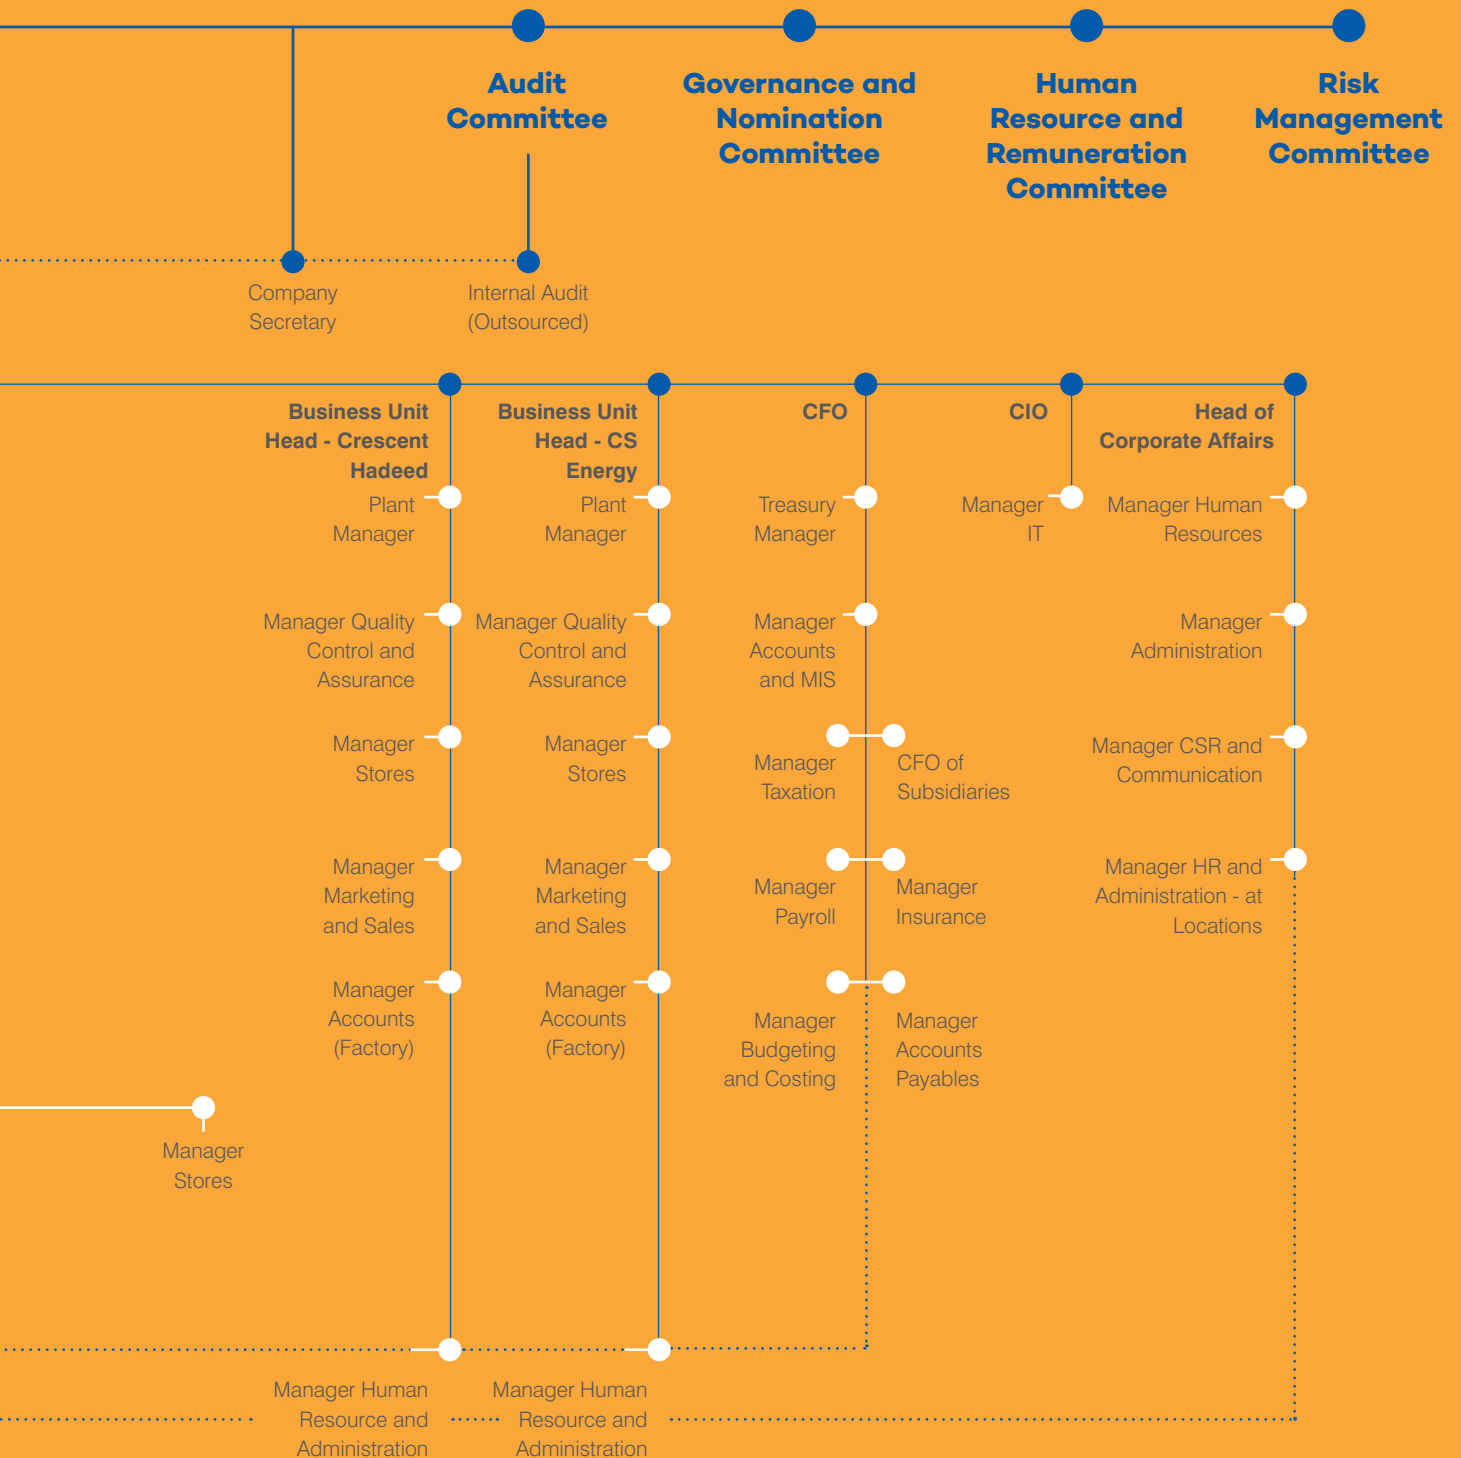 Audit
Committee
Governance and
Nomination
Committee
Human
Resource and
Remuneration
Committee
Risk
Management
Committee
Company
Secretary
Internal Audit
(Outsourced)
Business Unit
Head - Crescent
Hadeed
Plant
Manager
Manager Quality
Control and
Assurance
Manager
Stores
Manager
Marketing
and Sales
Manager
Accounts
(Factory)
Business Unit
Head - CS
Energy
Plant
Manager
Manager Quality
Control and
Assurance
Manager
Stores
Manager
Marketing
and Sales
Manager
Accounts
(Factory)
CFO
Treasury
Manager
Manager
Accounts
and MIS
Manager
Taxation
CFO of
Subsidiaries
Manager
Payroll
Manager
Insurance
Manager
Budgeting
and Costing
Manager
Accounts
Payables
CIO
Manager
IT
Head of
Corporate Affairs
Manager Human
Resources
Manager
Administration
Manager CSR and
Communication
Manager HR and
Administration - at
Locations
Manager
Stores
Manager Human
Resource and
Administration
Manager Human
Resource and
Administration